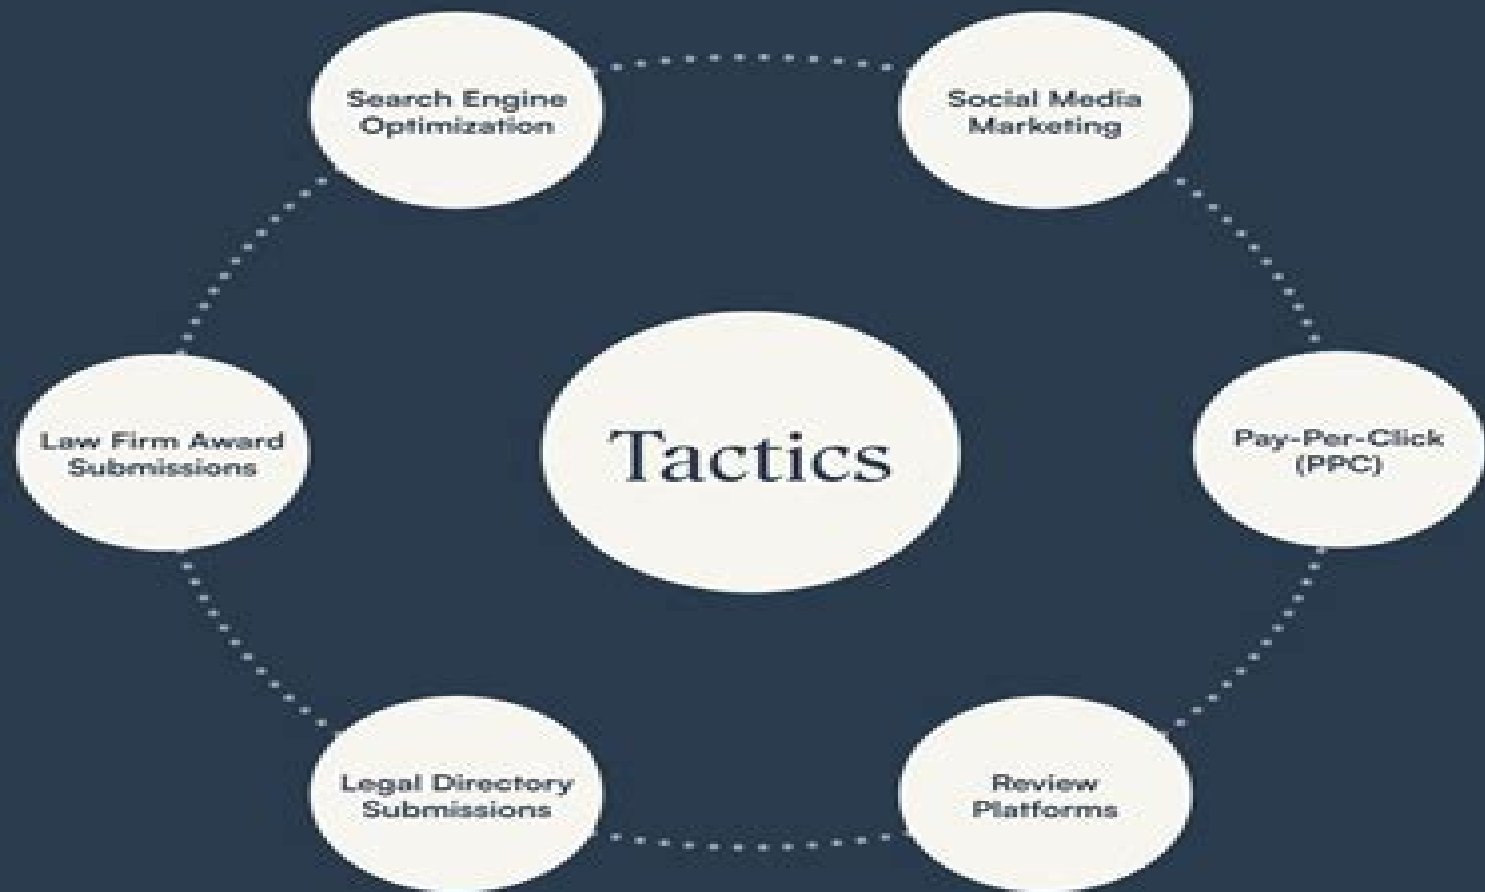 Search Engine
Optimization
Social Media
Marketing
Law Firm Award
Submissions
Tactics
Pay-Per-Click
(PPC)
Legal Directory
Submissions
Review
Platforms